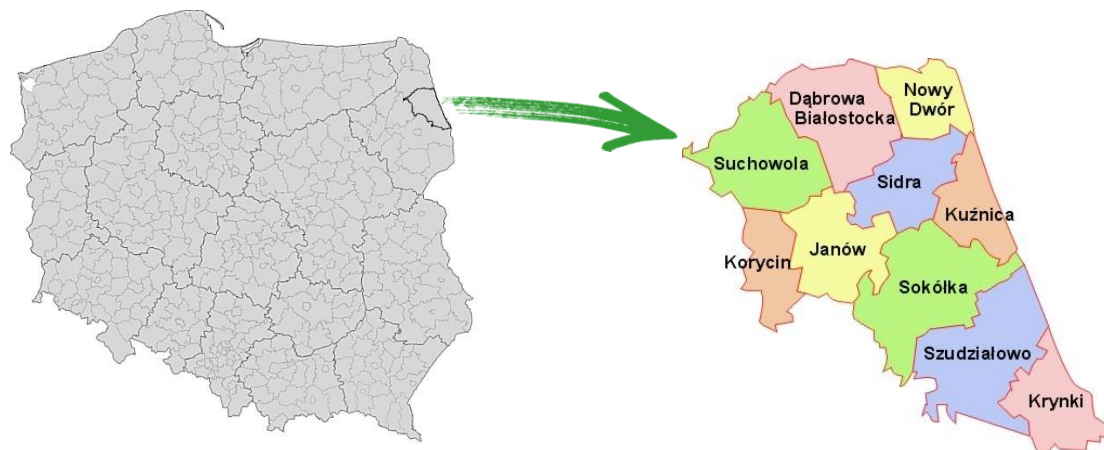 Nowy
Dwór
Dąbrowa
Białostocka
Suchowola
Sidra
Kuźnica
Janów
Korycin
Sokółka
Szudziałowo
Krynki